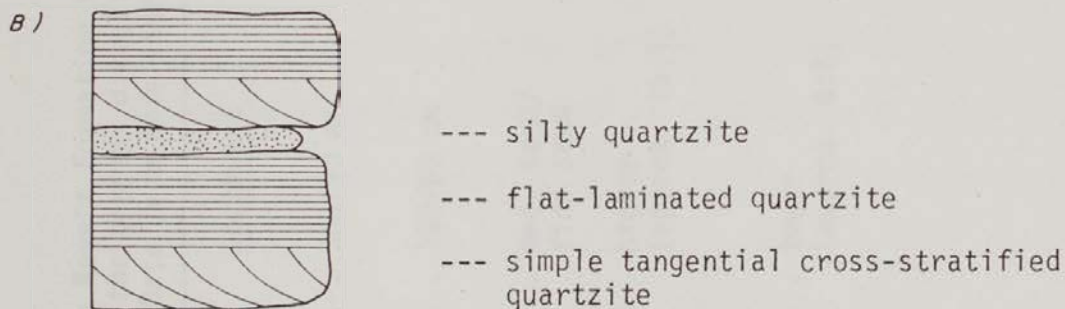 B)
--- silty quartzite
--- flat-laminated quartzite
--- simple tangential cross-stratified
quartzite